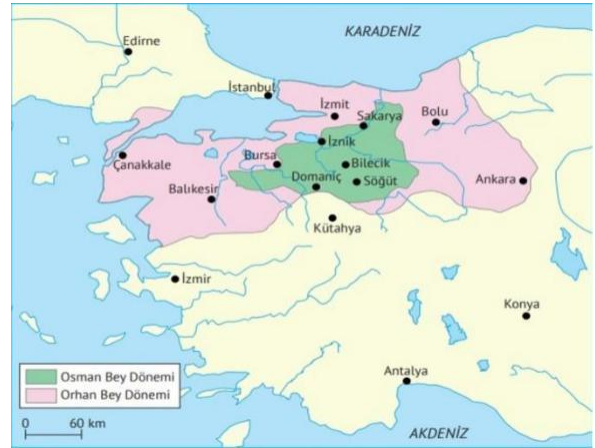 KARADENİZ
Edirne
İstanbul
İzmit
Sakarya
Bolu
İznik
Bursa
Bilecik
Çanakkale
Domaniç
Söğüt
Ankara
Balıkesir
Kütahya
İzmir
Konya
Antalya
Osman Bey Dönemi
Orhan Bey Dönemi
0 60 km
AKDENİZ